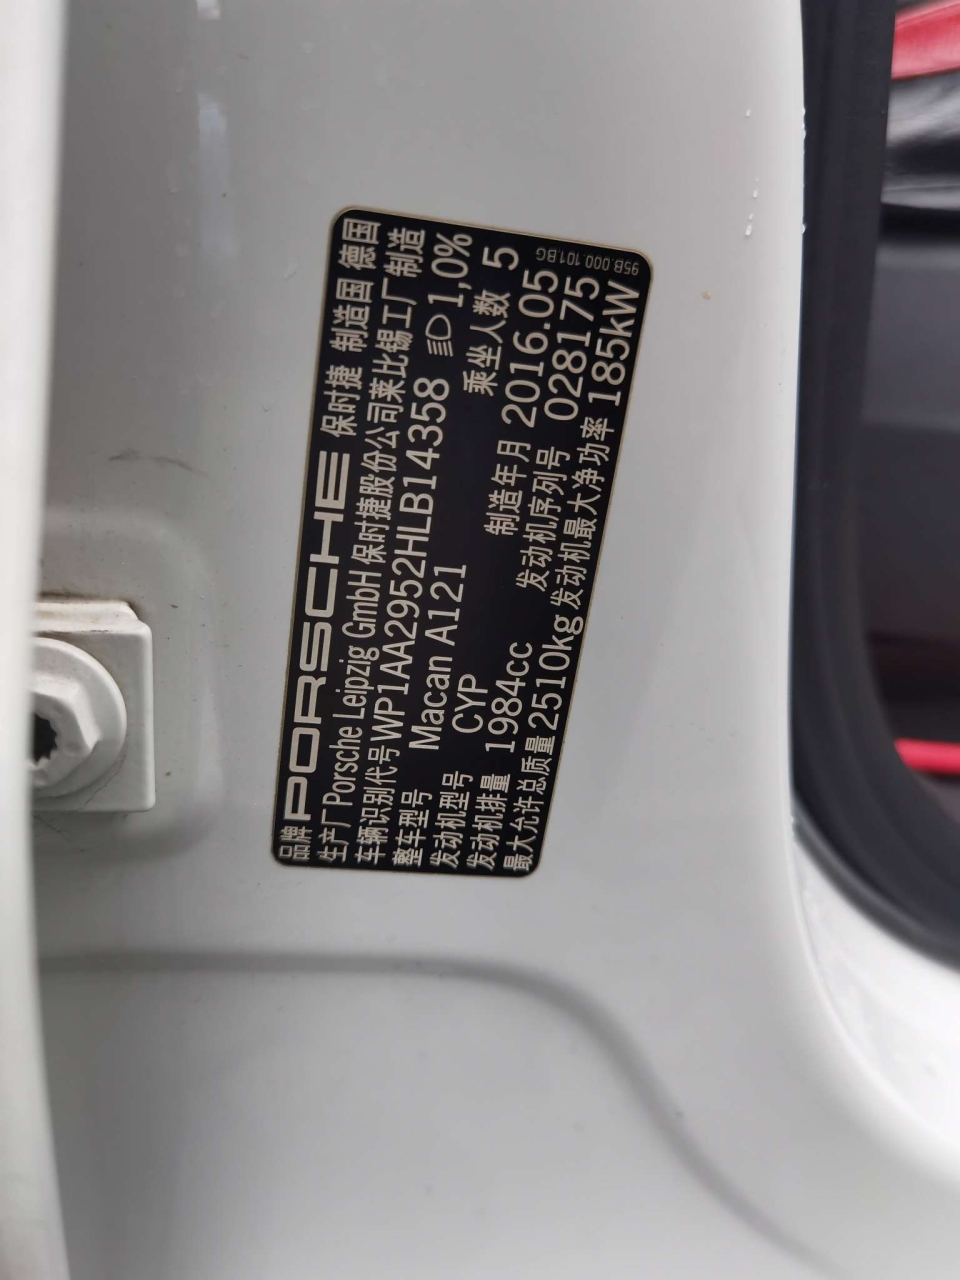 品牌 PORSCHE 保时捷 制造国 德国
生产厂 Porsche Leipzig GmbH 保时捷股份公司莱比锡工厂 制造
车辆识别代号 WP1AA2952HLB14358 1,0%
整车型号 Macan A121 乘坐人数 5
发动机型号 CYP 制造年月 2016.05
发动机排量 1984cc 发动机序列号 028175
最大允许总质量 2510kg 发动机最大净功率 185kW
95B.000.101.BG